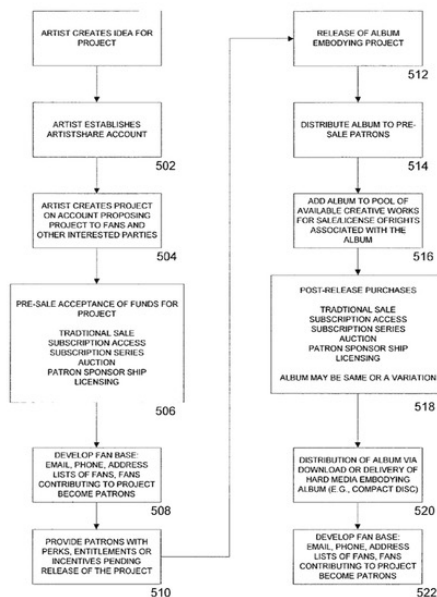 ARTIST CREATES IDEA FOR
PROJECT
ARTIST ESTABLISHES
ARTISTSHARE ACCOUNT
502
ARTIST CREATES PROJECT
ON ACCOUNT PROPOSING
PROJECT TO FANS AND
OTHER INTERESTED PARTIES
504
PRE-SALE ACCEPTANCE OF FUNDS FOR
PROJECT
TRADTIONAL SALE
SUBSCRIPTION ACCESS
SUBSCRIPTION SERIES
AUCTION
PATRON SPONSOR SHIP
LICENSING
506
DEVELOP FAN BASE:
EMAIL, PHONE, ADDRESS
LISTS OF FANS, FANS
CONTRIBUTING TO PROJECT
BECOME PATRONS
508
PROVIDE PATRONS WITH
PERKS, ENTITLEMENTS OR
INCENTIVES PENDING
RELEASE OF THE PROJECT
510
RELEASE OF ALBUM
EMBODYING PROJECT
512
DISTRIBUTE ALBUM TO PRE-
SALE PATRONS
514
ADD ALBUM TO POOL OF
AVAILABLE CREATIVE WORKS
FOR SALE/LICENSE OFRIGHTS
ASSOCIATED WITH THE
ALBUM
516
POST-RELEASE PURCHASES
TRADTIONAL SALE
SUBSCRIPTION ACCESS
SUBSCRIPTION SERIES
AUCTION
PATRON SPONSOR SHIP
LICENSING
ALBUM MAY BE SAME OR A VARIATION
518
DISTRIBUTION OF ALBUM VIA
DOWNLOAD OR DELIVERY OF
HARD MEDIA EMBODYING
ALBUM (E.G., COMPACT DISC)
520
DEVELOP FAN BASE:
EMAIL, PHONE, ADDRESS
LISTS OF FANS, FANS
CONTRIBUTING TO PROJECT
BECOME PATRONS
522